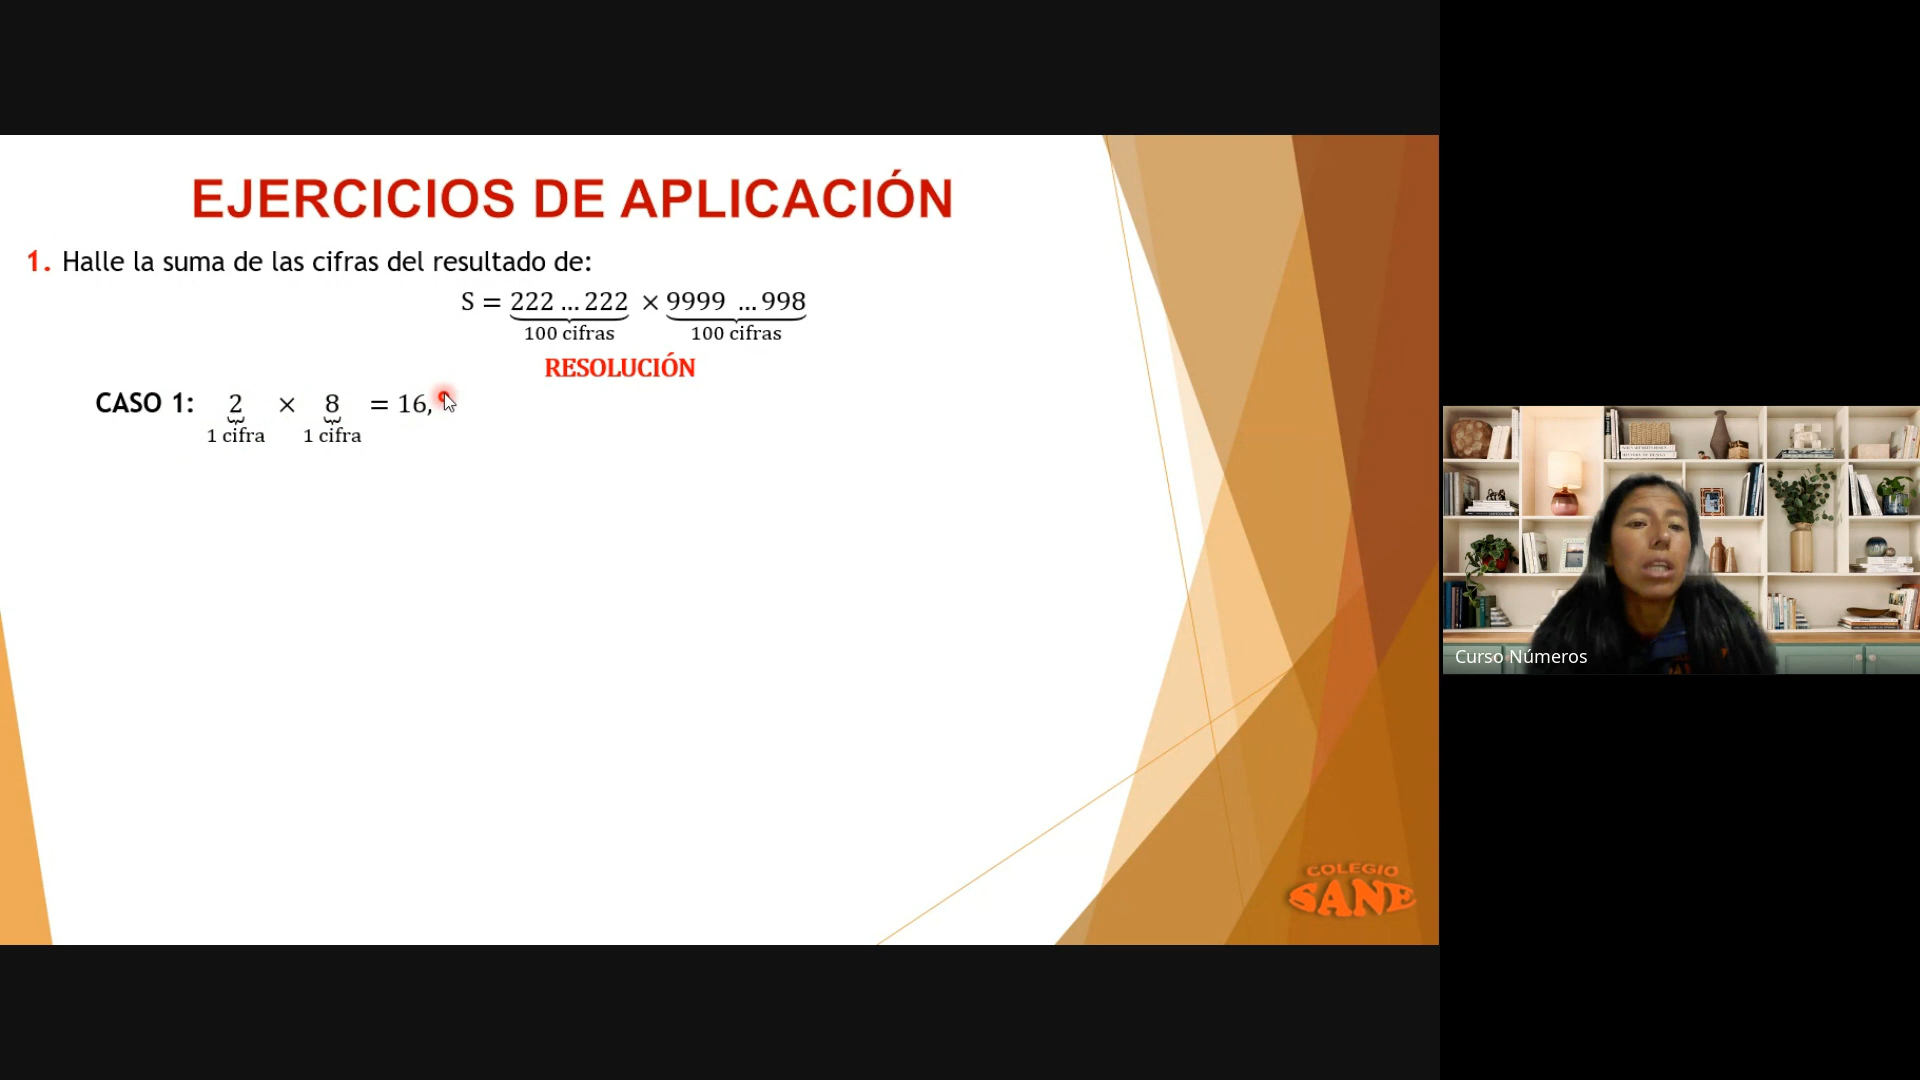 EJERCICIOS DE APLICACIÓN
1. Halle la suma de las cifras del resultado de:
S = 222 ... 222 × 9999 ... 998
100 cifras 100 cifras
RESOLUCIÓN
CASO 1: 2 × 8 = 16,
1 cifra 1 cifra
COLEGIO
SANE
Curso Números